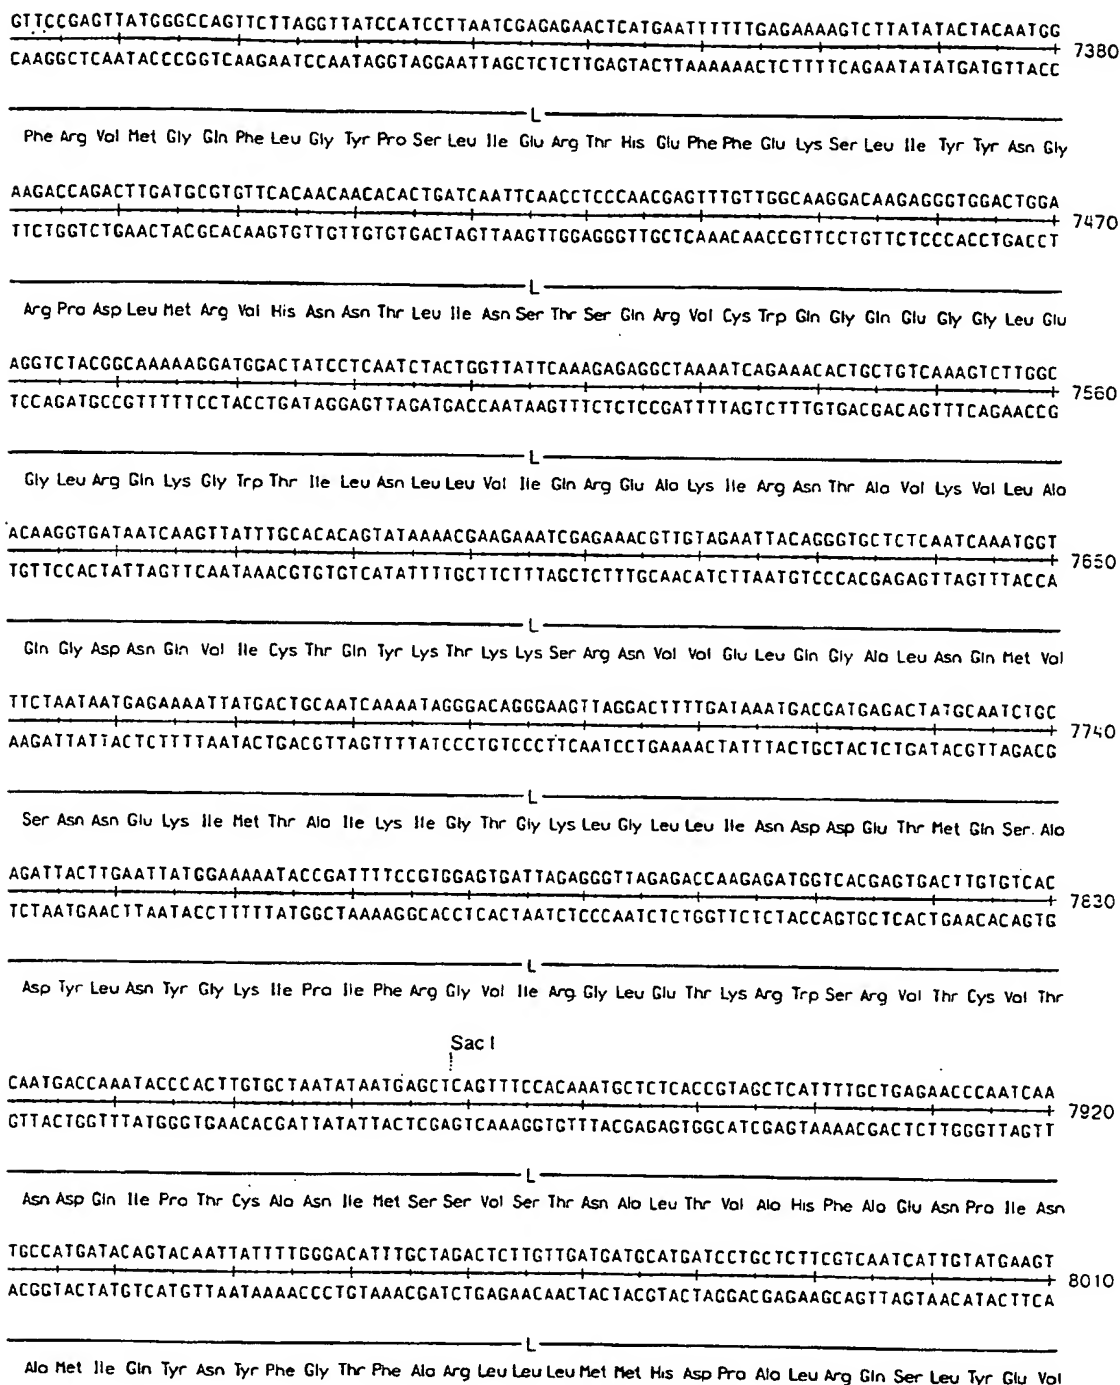 GTTCCGAGTTATGGGCCAGTTCTTAGGTTATCCATCCTTAATCGAGAGAACTCATGAATTTTTTGAGAAAAGTCTTATATACTACAATGG
7380
CAAGGCTCAATACCCGGTCAAGAATCCAATAGGTAGGAATTAGCTCTCTTGAGTACTTAAAAAACTCTTTTCAGAATATATGATGTTACC
L
Phe Arg Val Met Gly Gln Phe Leu Gly Tyr Pro Ser Leu Ile Glu Arg Thr His Glu Phe Phe Glu Lys Ser Leu Ile Tyr Tyr Asn Gly
AAGACCAGACTTGATGCGTGTTCACAACAACACACTGATCAATTCAACCTCCCAACGAGTTTGTTGGCAAGGACAAGAGGGTGGACTGGA
7470
TTCTGGTCTGAACTACGCACAAGTGTTGTTGTGTGACTAGTTAAGTTGGAGGGTTGCTCAAACAACCGTTCCTGTTCTCCCACCTGACCT
L
Arg Pro Asp Leu Met Arg Val His Asn Asn Thr Leu Ile Asn Ser Thr Ser Gln Arg Val Cys Trp Gln Gly Gln Glu Gly Gly Leu Glu
AGGTCTACGGCAAAAAGGATGGACTATCCTCAATCTACTGGTTATTCAAAGAGAGGCTAAAATCAGAAACACTGCTGTCAAAGTCTTGGC
7560
TCCAGATGCCGTTTTTCCTACCTGATAGGAGTTAGATGACCAATAAGTTTCTCTCCGATTTTAGTCTTTGTGACGACAGTTTCAGAACCG
L
Gly Leu Arg Gln Lys Gly Trp Thr Ile Leu Asn Leu Leu Val Ile Gln Arg Glu Ala Lys Ile Arg Asn Thr Ala Val Lys Val Leu Ala
ACAAGGTGATAATCAAGTTATTTGCACACAGTATAAAACGAAGAAATCGAGAAACGTTGTAGAATTACAGGGTGCTCTCAATCAAATGGT
7650
TGTTCCACTATTAGTTCAATAAACGTGTGTCATATTTTGCTTCTTTAGCTCTTTGCAACATCTTAATGTCCCACGAGAGTTAGTTTACCA
L
Gln Gly Asp Asn Gln Val Ile Cys Thr Gln Tyr Lys Thr Lys Lys Ser Arg Asn Val Val Glu Leu Gln Gly Ala Leu Asn Gln Met Val
TTCTAATAATGAGAAAATTATGACTGCAATCAAAATAGGGACAGGGAAGTTAGGACTTTTGATAAATGACGATGAGACTATGCAATCTGC
7740
AAGATTATTACTCTTTTAATACTGACGTTAGTTTTATCCCTGTCCCTTCAATCCTGAAAACTATTTACTGCTACTCTGATACGTTAGACG
L
Ser Asn Asn Glu Lys Ile Met Thr Ala Ile Lys Ile Gly Thr Gly Lys Leu Gly Leu Leu Ile Asn Asp Asp Glu Thr Met Gln Ser Ala
AGATTACTTGAATTATGGAAAAATACCGATTTTCCGTGGAGTGATTAGAGGGTTAGAGACCAAGAGATGGTCACGAGTGACTTGTGTCAC
7830
TCTAATGAACTTAATACCTTTTTATGGCTAAAAGGCACCTCACTAATCTCCCAATCTCTGGTTCTCTACCAGTGCTCACTGAACACAGTG
L
Asp Tyr Leu Asn Tyr Gly Lys Ile Pro Ile Phe Arg Gly Val Ile Arg Gly Leu Glu Thr Lys Arg Trp Ser Arg Val Thr Cys Val Thr
Sac I
CAATGACCAAATACCCACTTGTGCTAATATAATGAGCTCAGTTTCCACAAATGCTCTCACCGTAGCTCATTTTGCTGAGAACCCAATCAA
7920
GTTACTGGTTTATGGGTGAACACGATTATATTACTCGAGTCAAAGGTGTTTACGAGAGTGGCATCGAGTAAAACGACTCTTGGGTTAGTT
L
Asn Asp Gln Ile Pro Thr Cys Ala Asn Ile Met Ser Ser Val Ser Thr Asn Ala Leu Thr Val Ala His Phe Ala Glu Asn Pro Ile Asn
TGCCATGATACAGTACAATTATTTTGGGACATTTGCTAGACTCTTGTTGATGATGCATGATCCTGCTCTTCGTCAATCATTGTATGAAGT
8010
ACGGTACTATGTCATGTTAATAAAACCCTGTAAACGATCTGAGAACAACTACTACGTACTAGGACGAGAAGCAGTTAGTAACATACTTCA
L
Ala Met Ile Gln Tyr Asn Tyr Phe Gly Thr Phe Ala Arg Leu Leu Leu Met Met His Asp Pro Ala Leu Arg Gln Ser Leu Tyr Glu Val